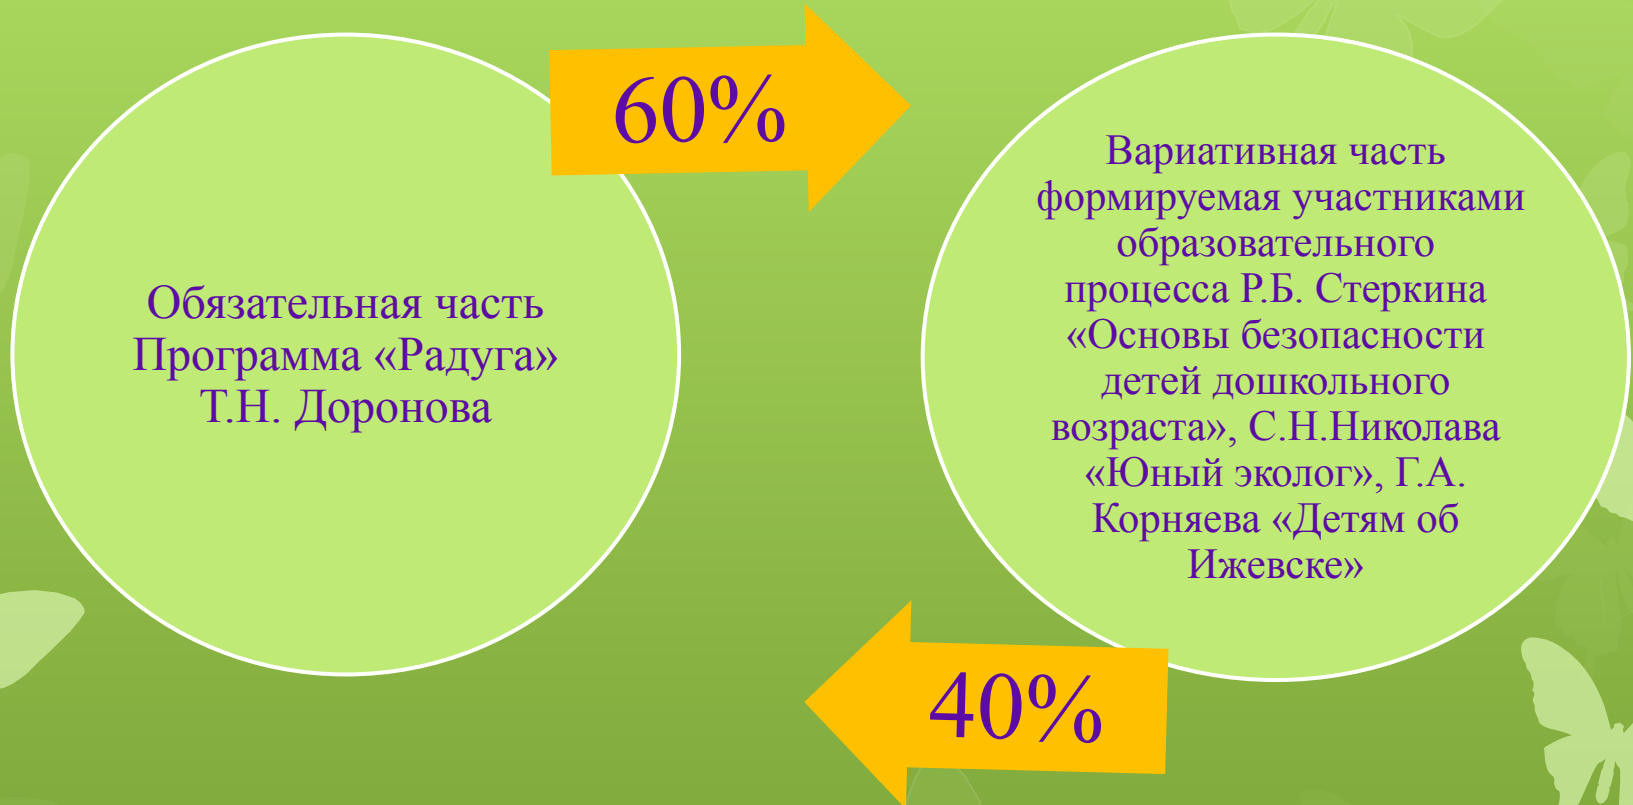 60%
Обязательная часть
Программа «Радуга»
Т.Н. Доронова
Вариативная часть
формируемая участниками
образовательного
процесса Р.Б. Стеркина
«Основы безопасности
детей дошкольного
возраста», С.Н.Николава
«Юный эколог», Г.А.
Корняева «Детям об
Ижевске»
40%